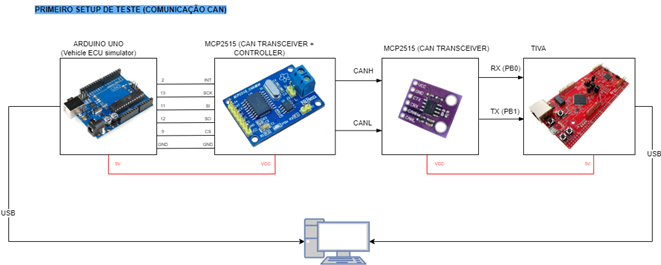 PRIMEIRO SETUP DE TESTE (COMUNICAÇÃO CAN)
ARDUINO UNO
(Vehicle ECU simulator)
MCP2515 (CAN TRANSCEIVER +
CONTROLLER)
MCP2515 (CAN TRANSCEIVER)
TIVA
2 INT
13 SCK
11 SI
12 SO
9 CS
GND GND
CANH
CANL
RX (PB0)
TX (PB1)
5V VCC
VCC 5V
USB
USB